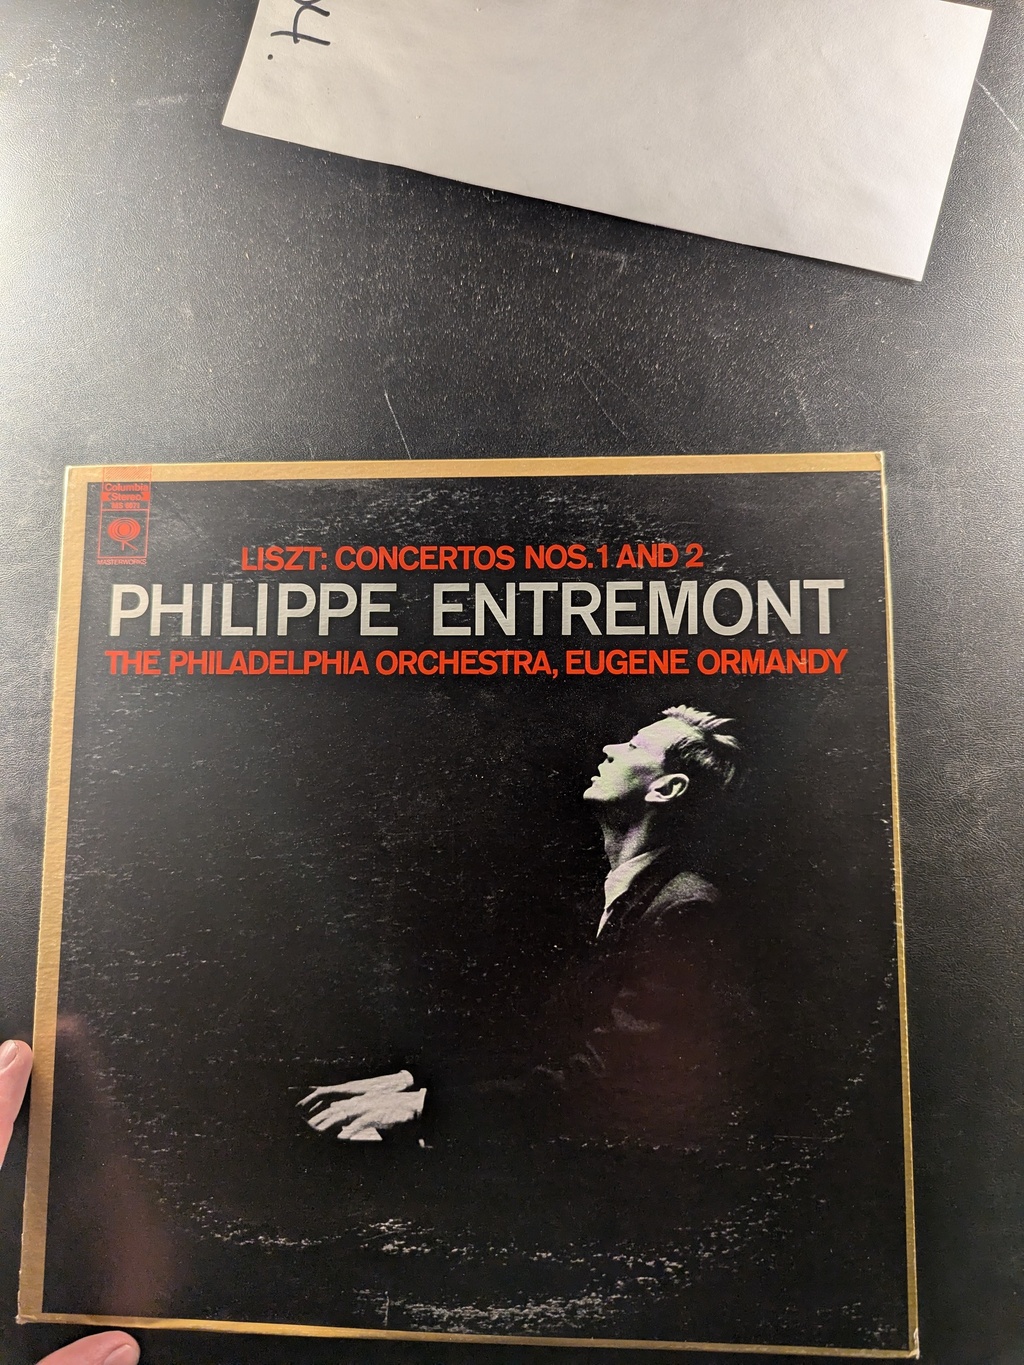 Columbia
Stereo
MASTERWORKS
LISZT: CONCERTOS NOS. 1 AND 2
PHILIPPE ENTREMONT
THE PHILADELPHIA ORCHESTRA, EUGENE ORMANDY